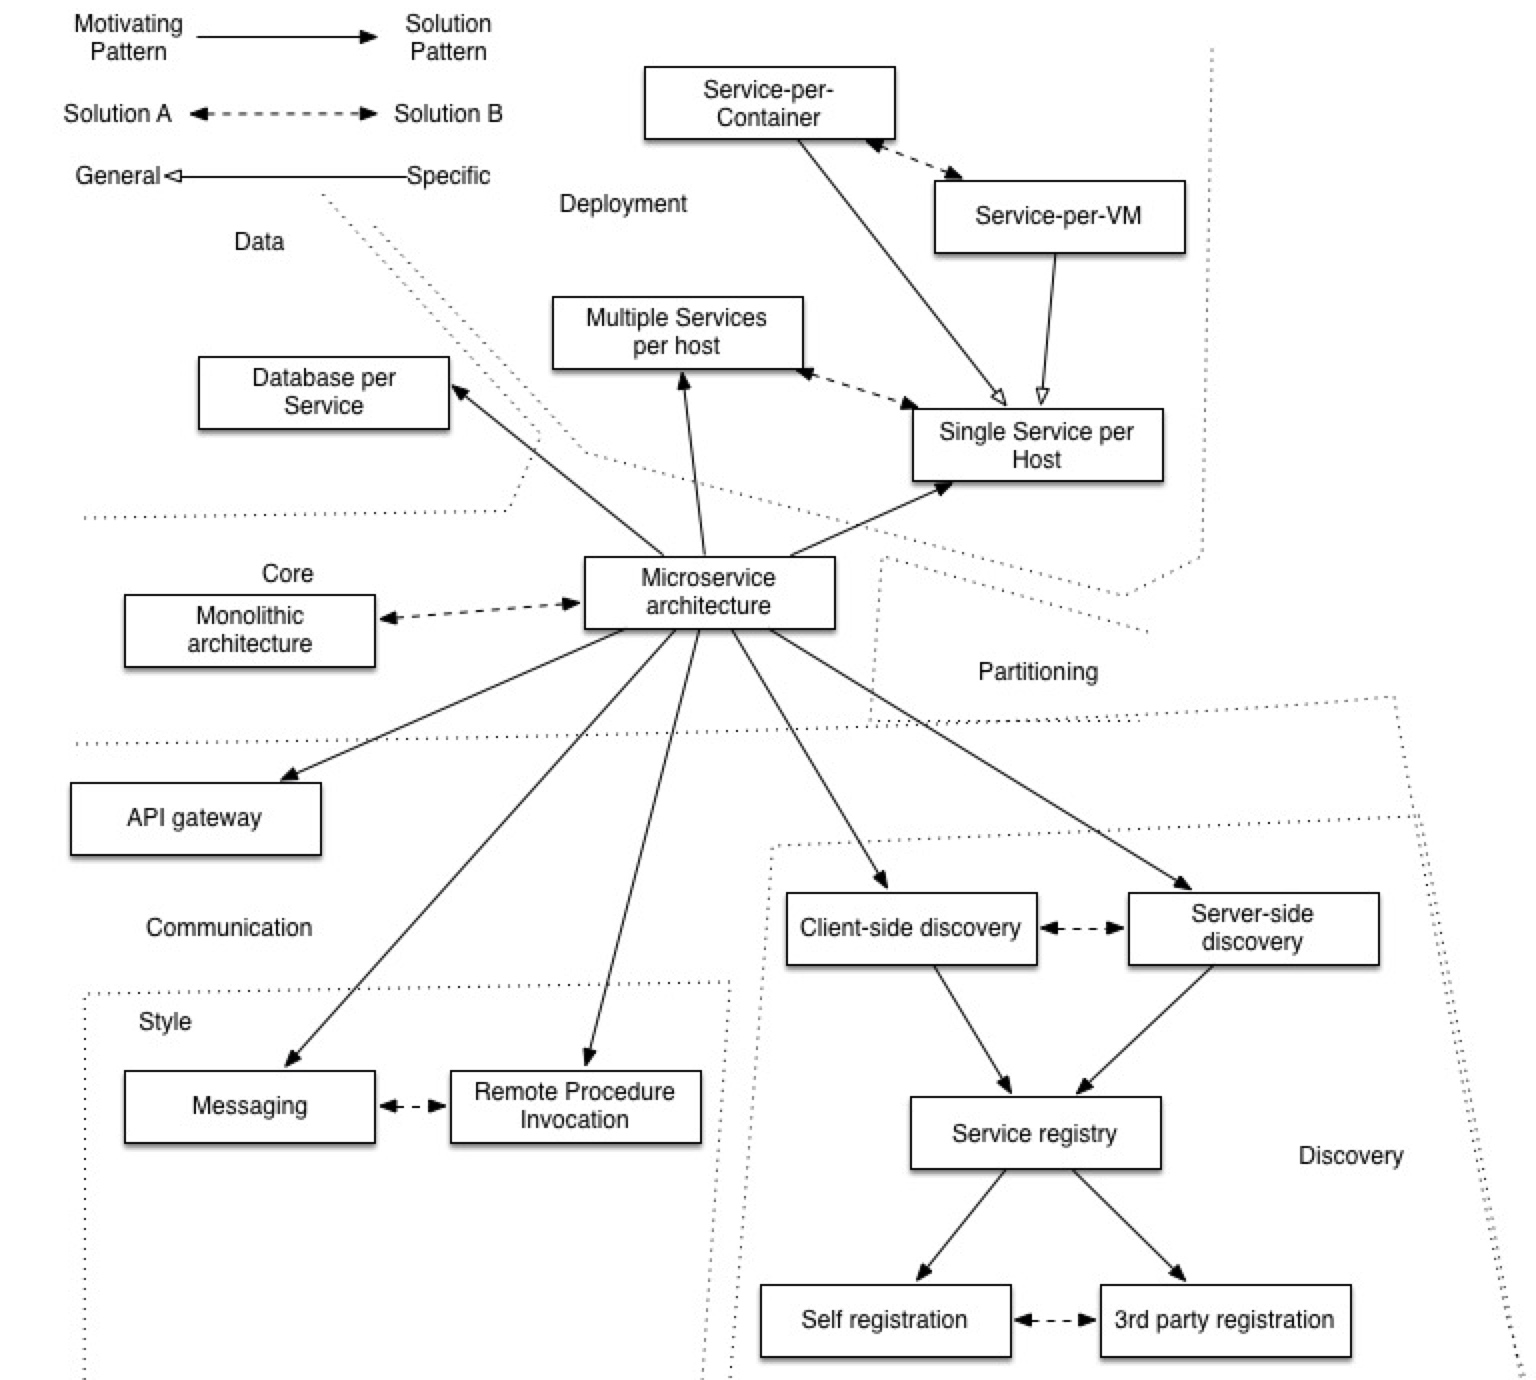 Motivating
Pattern
Solution
Pattern
Solution A
Solution B
General
Specific
Service-per-
Container
Service-per-VM
Deployment
Data
Multiple Services
per host
Database per
Service
Single Service per
Host
Core
Microservice
architecture
Monolithic
architecture
Partitioning
API gateway
Communication
Client-side discovery
Server-side
discovery
Style
Messaging
Remote Procedure
Invocation
Service registry
Discovery
Self registration
3rd party registration